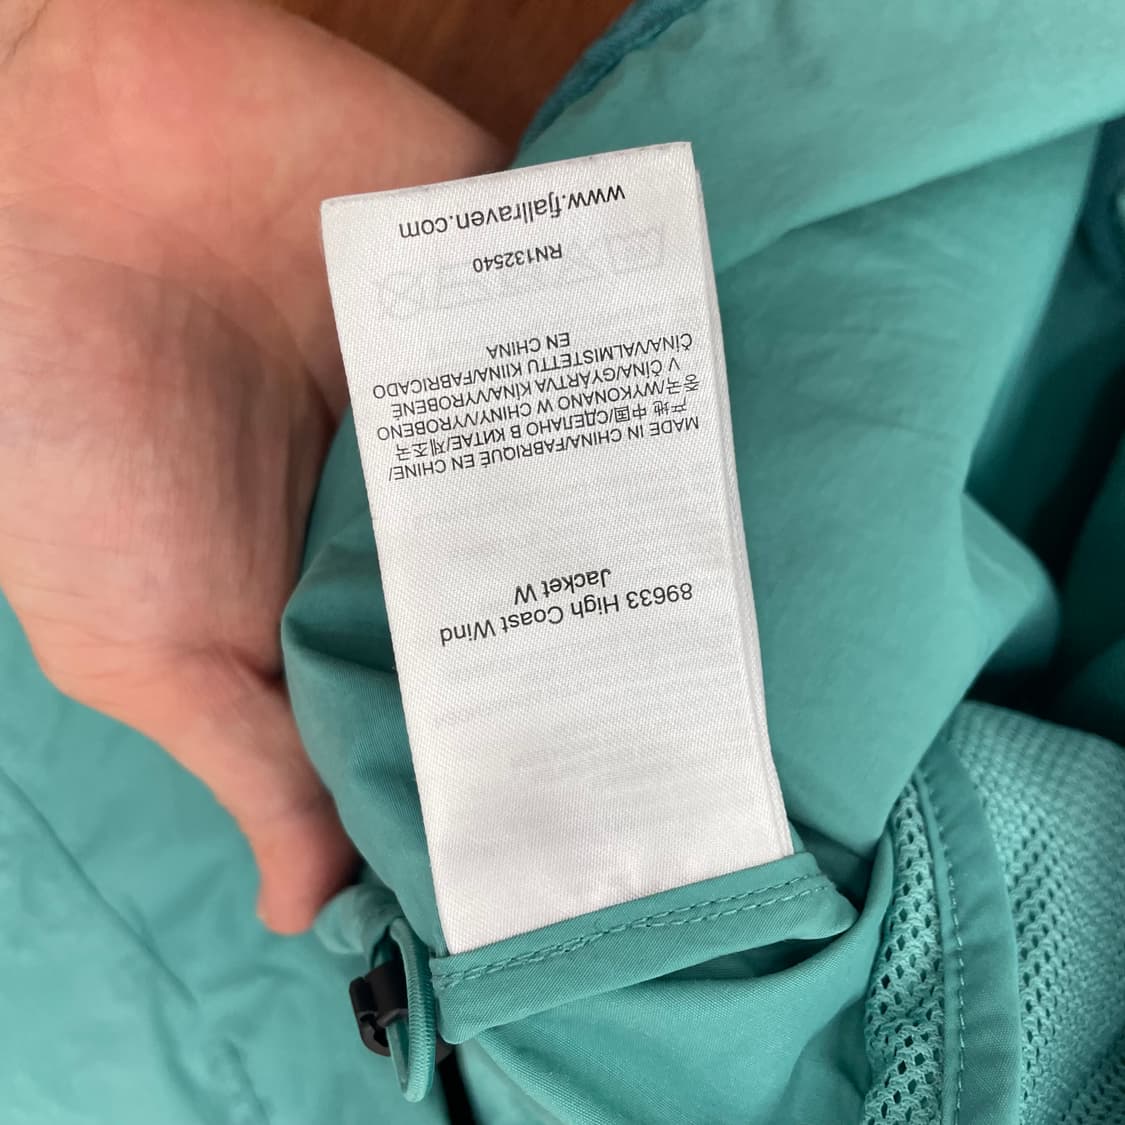 89633 High Coast Wind
Jacket W
MADE IN CHINA/FABRIQUÉ EN CHINE/
产地 中国/СДЕЛАНО В КИТАЕ/제조국
중국/WYKONANO W CHINY/VYROBENO
V ČÍNA/GYÁRTVA KÍNA/VYROBENÉ
ČÍNA/VALMISTETTU KIINA/FABRICADO
EN CHINA
RN132540
www.fjallraven.com